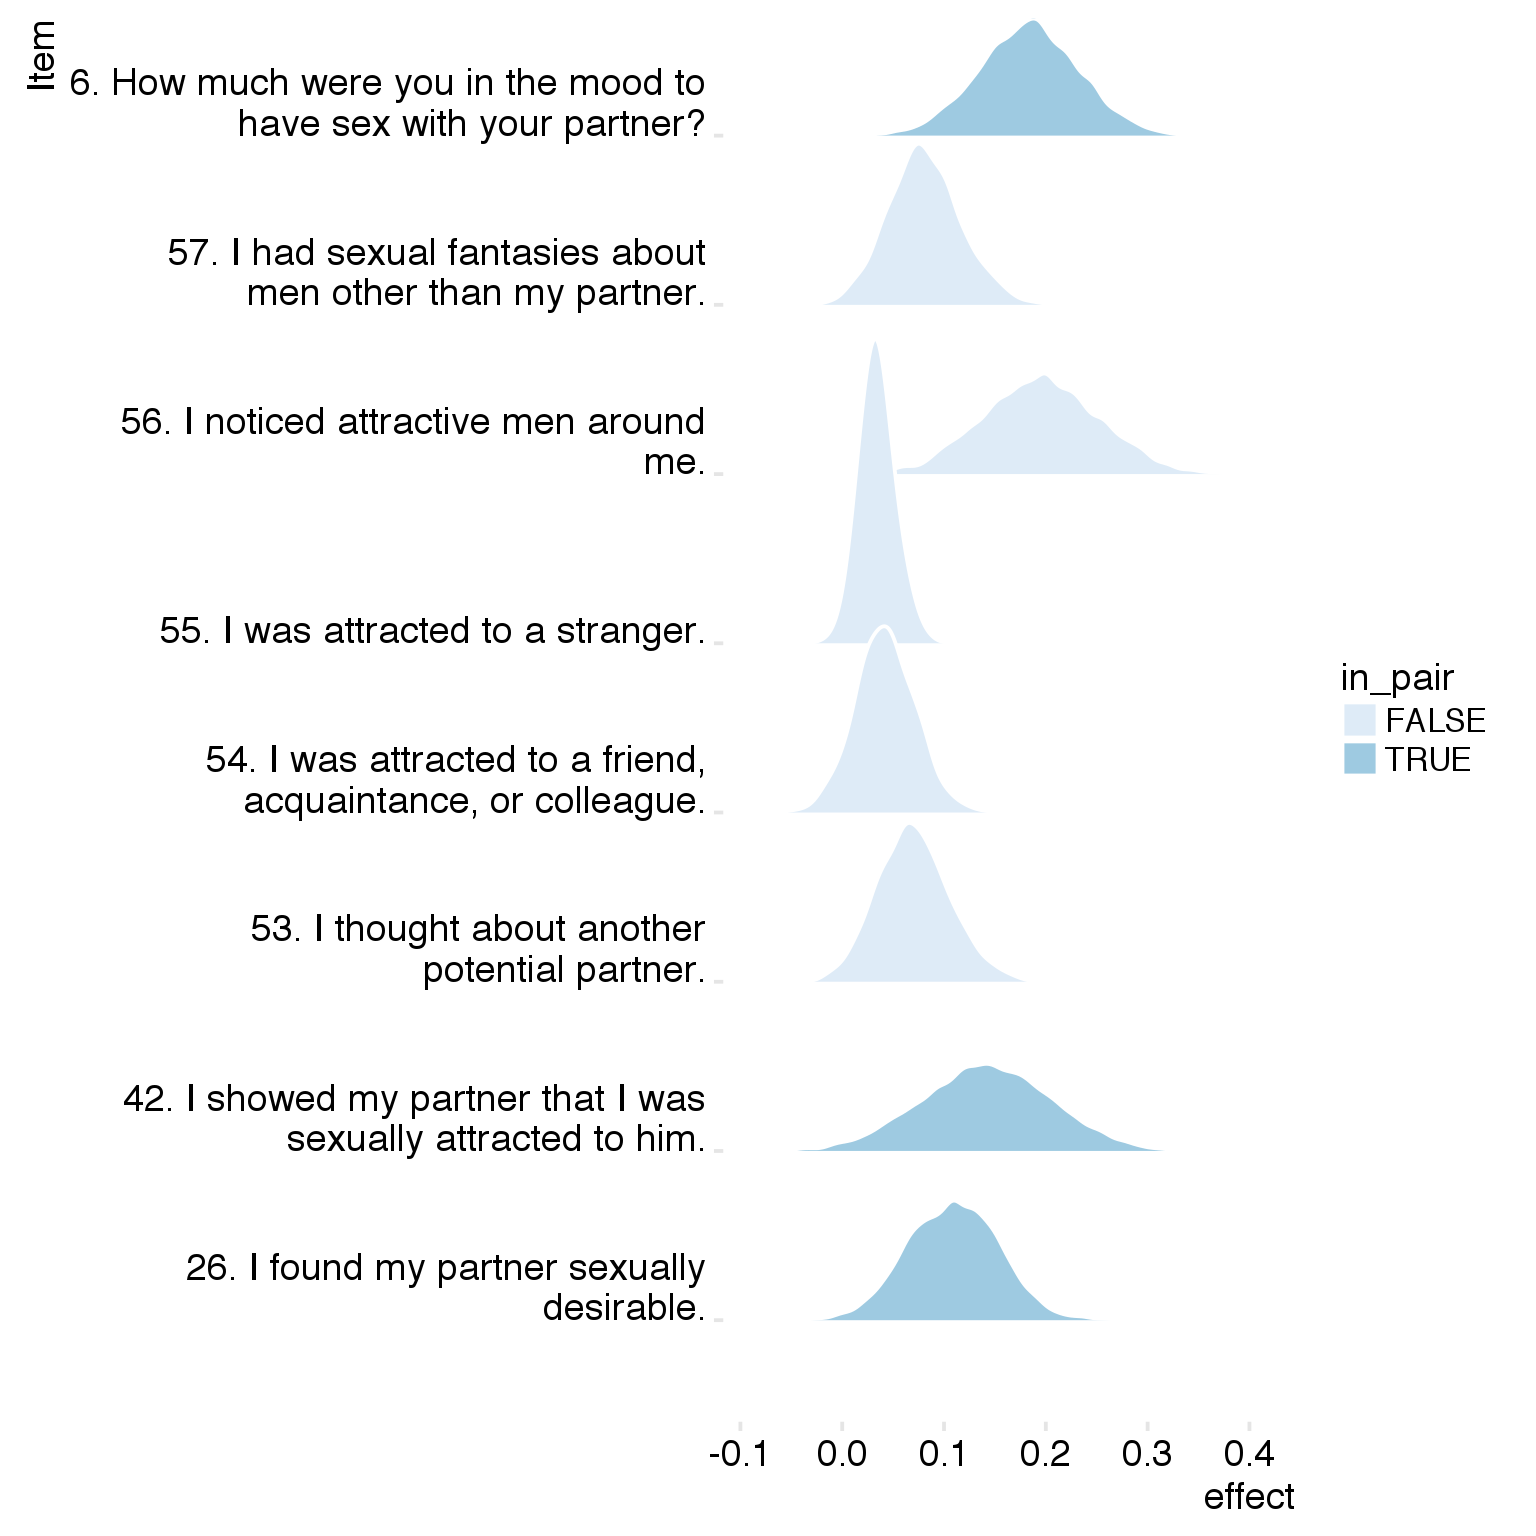 Item
6. How much were you in the mood to
have sex with your partner?
57. I had sexual fantasies about
men other than my partner.
56. I noticed attractive men around
me.
55. I was attracted to a stranger.
54. I was attracted to a friend,
acquaintance, or colleague.
53. I thought about another
potential partner.
42. I showed my partner that I was
sexually attracted to him.
26. I found my partner sexually
desirable.
in_pair
FALSE
TRUE
-0.1 0.0 0.1 0.2 0.3 0.4
effect